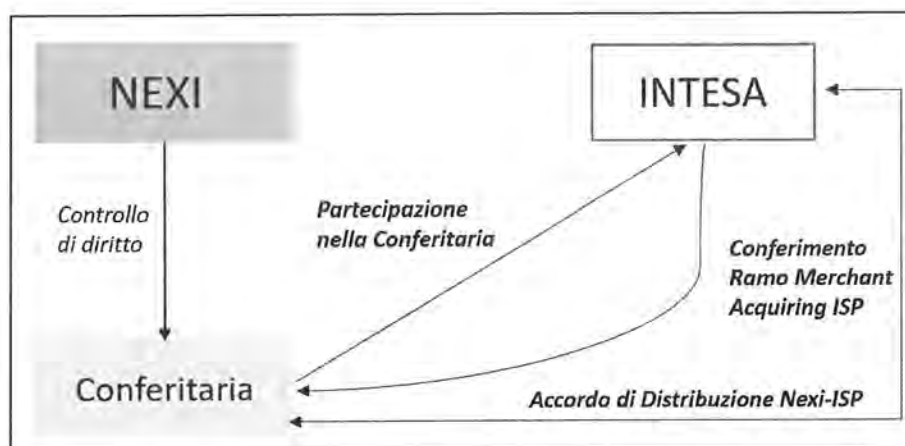 NEXI
INTESA
Controllo
di diritto
Partecipazione
nella Conferitaria
Conferimento
Ramo Merchant
Acquiring ISP
Conferitaria
Accordo di Distribuzione Nexi-ISP